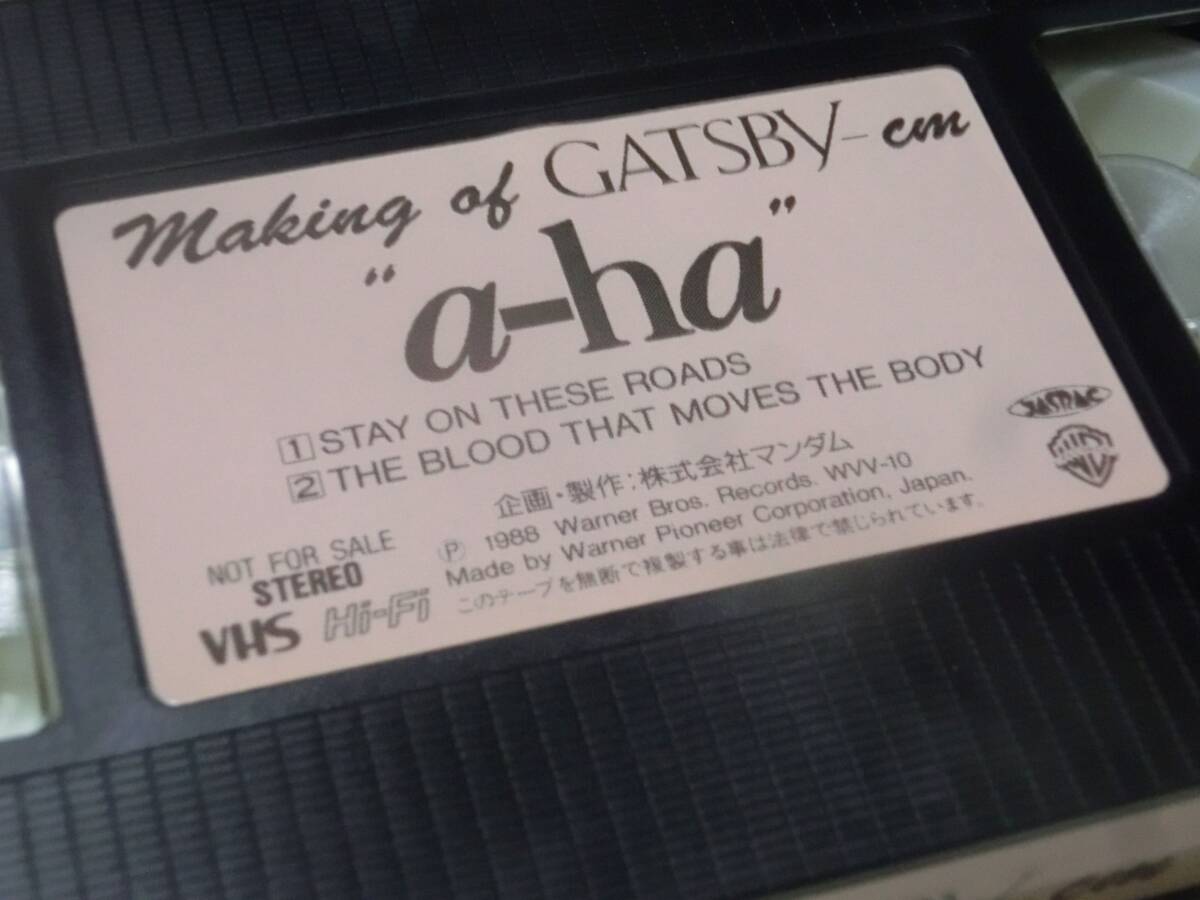 Making of GATSBY-cm
"a-ha"
1 STAY ON THESE ROADS
2 THE BLOOD THAT MOVES THE BODY
JASRAC
企画・製作:株式会社マンダム
Ⓟ 1988 Warner Bros. Records. WVV-10
Made by Warner Pioneer Corporation, Japan.
このテープを無断で複製する事は法律で禁じられています。
NOT FOR SALE
STEREO
VHS Hi-Fi